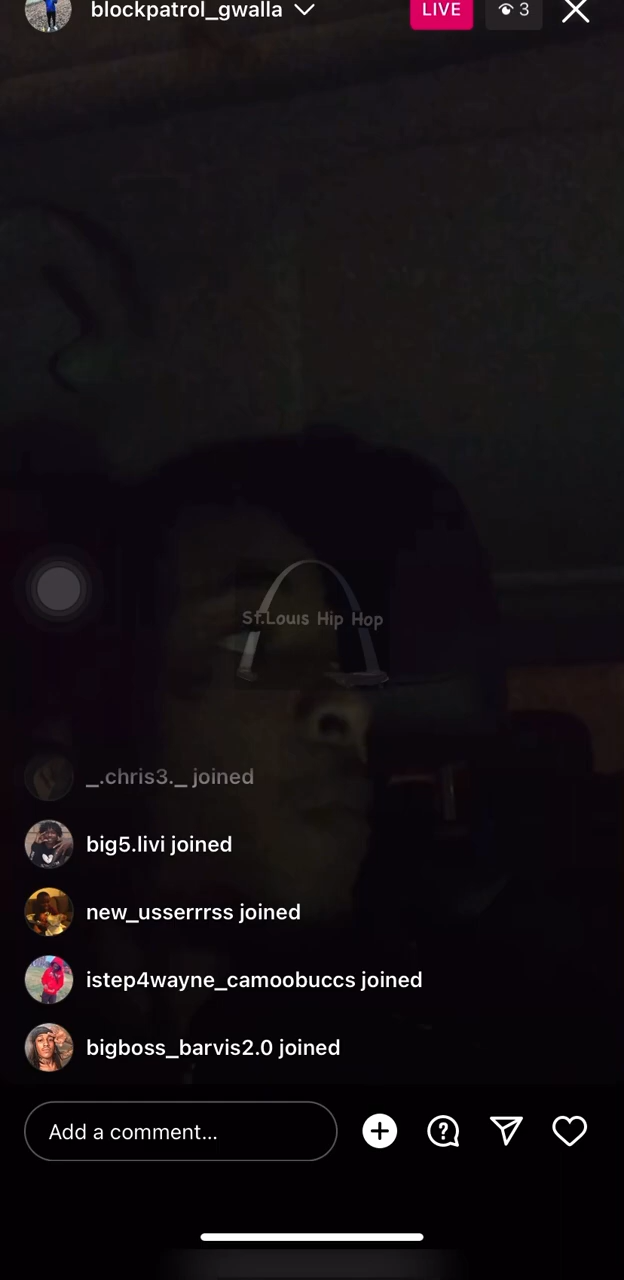 blockpatrol_gwalla
LIVE
3
St.Louis Hip Hop
_.chris3._ joined
big5.livi joined
new_usserrrss joined
istep4wayne_camoobuccs joined
bigboss_barvis2.0 joined
Add a comment...